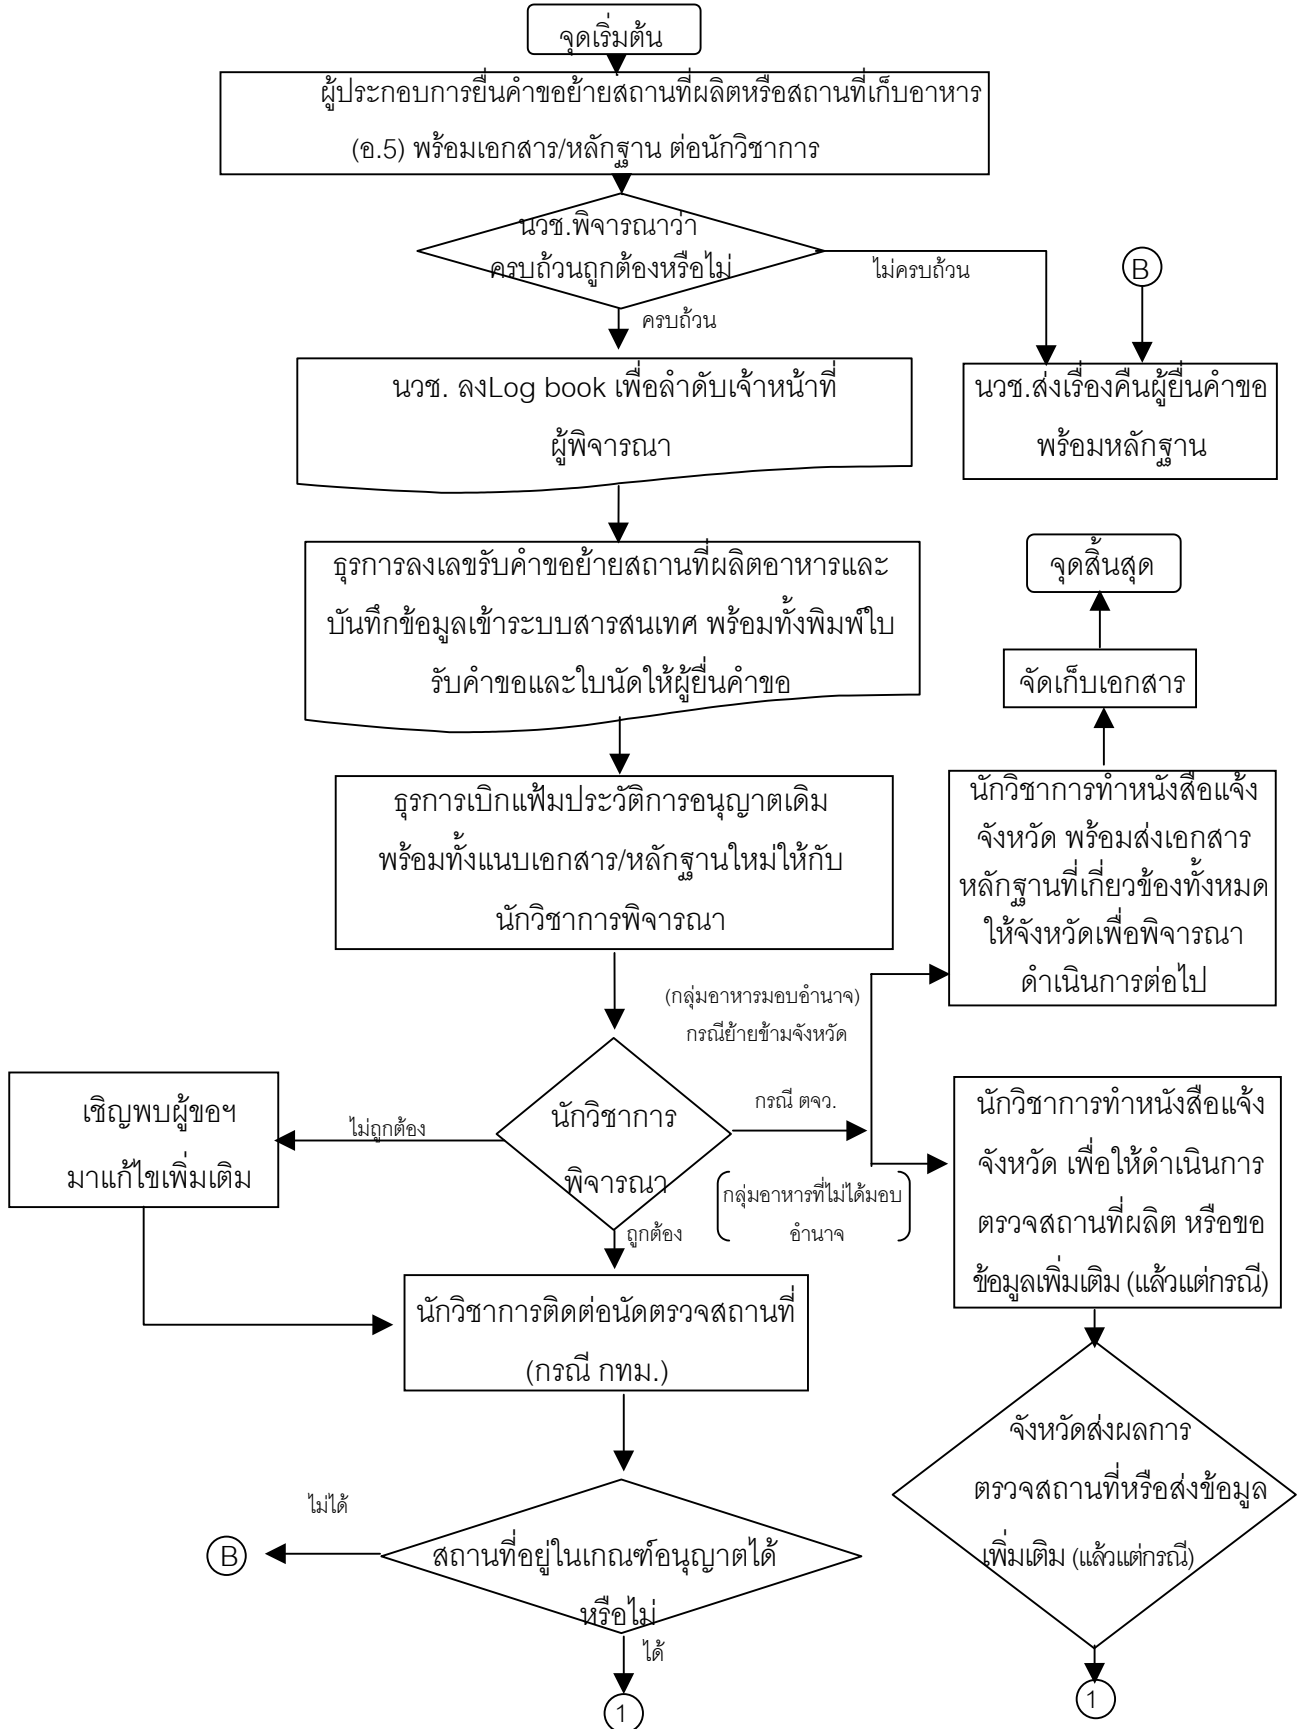 จุดเริ่มต้น
ผู้ประกอบการยื่นคำขอย้ายสถานที่ผลิตหรือสถานที่เก็บอาหาร
(อ.5) พร้อมเอกสาร/หลักฐาน ต่อนักวิชาการ
นวช.พิจารณาว่า
ครบถ้วนถูกต้องหรือไม่
ไม่ครบถ้วน
B
ครบถ้วน
นวช. ลงLog book เพื่อลำดับเจ้าหน้าที่
ผู้พิจารณา
นวช.ส่งเรื่องคืนผู้ยื่นคำขอ
พร้อมหลักฐาน
ธุรการลงเลขรับคำขอย้ายสถานที่ผลิตอาหารและ
บันทึกข้อมูลเข้าระบบสารสนเทศ พร้อมทั้งพิมพ์ใบ
รับคำขอและใบนัดให้ผู้ยื่นคำขอ
จุดสิ้นสุด
จัดเก็บเอกสาร
ธุรการเบิกแฟ้มประวัติการอนุญาตเดิม
พร้อมทั้งแนบเอกสาร/หลักฐานใหม่ให้กับ
นักวิชาการพิจารณา
นักวิชาการทำหนังสือแจ้ง
จังหวัด พร้อมส่งเอกสาร
หลักฐานที่เกี่ยวข้องทั้งหมด
ให้จังหวัดเพื่อพิจารณา
ดำเนินการต่อไป
(กลุ่มอาหารมอบอำนาจ)
กรณีย้ายข้ามจังหวัด
เชิญพบผู้ขอฯ
มาแก้ไขเพิ่มเติม
ไม่ถูกต้อง
นักวิชาการ
พิจารณา
กรณี ตจว.
กลุ่มอาหารที่ไม่ได้มอบ
อำนาจ
ถูกต้อง
นักวิชาการทำหนังสือแจ้ง
จังหวัด เพื่อให้ดำเนินการ
ตรวจสถานที่ผลิต หรือขอ
ข้อมูลเพิ่มเติม (แล้วแต่กรณี)
นักวิชาการติดต่อนัดตรวจสถานที่
(กรณี กทม.)
จังหวัดส่งผลการ
ตรวจสถานที่หรือส่งข้อมูล
เพิ่มเติม (แล้วแต่กรณี)
ไม่ได้
B
สถานที่อยู่ในเกณฑ์อนุญาตได้
หรือไม่
ได้
1
1